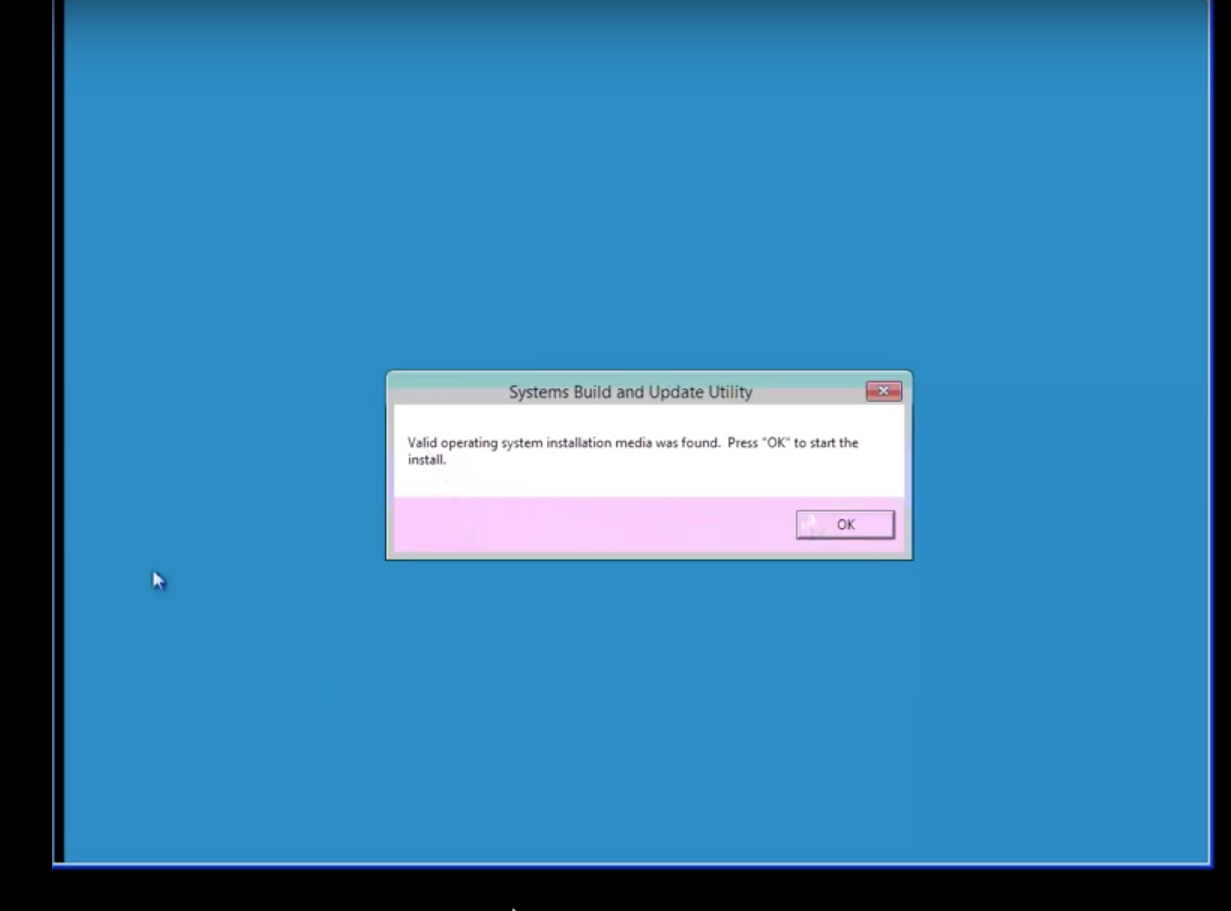 Systems Build and Update Utility
Valid operating system installation media was found.  Press "OK" to start the
install.
OK